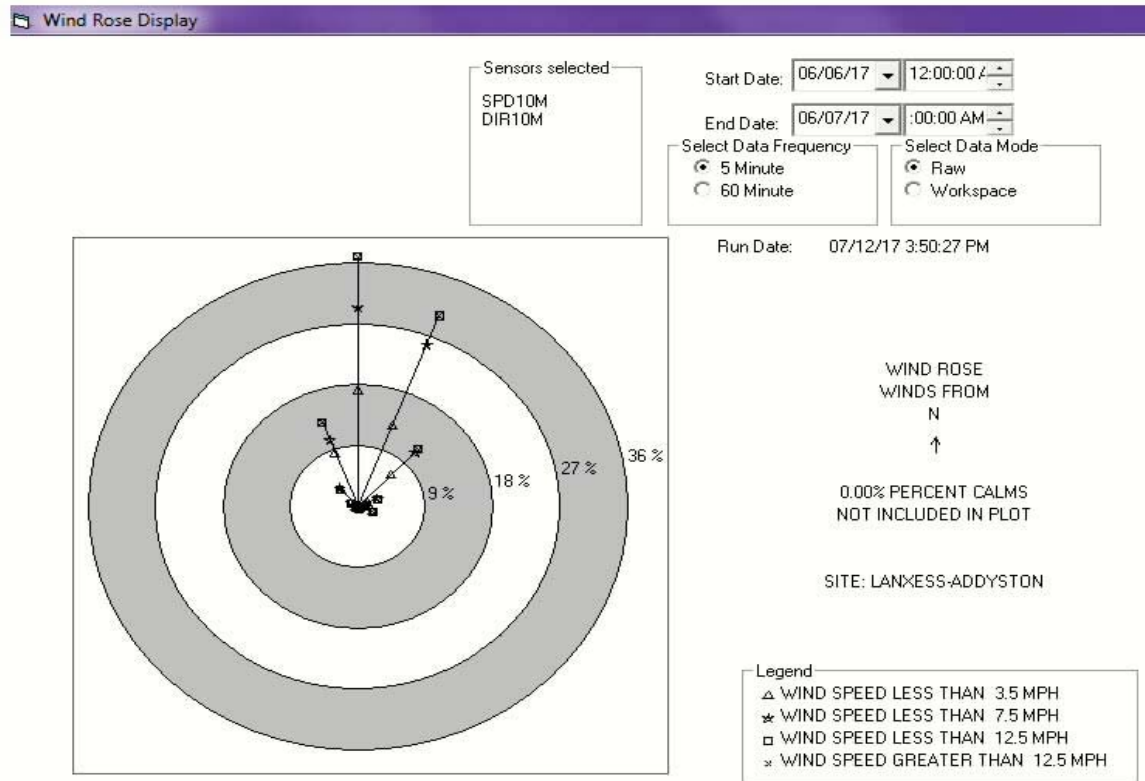 Wind Rose Display
Sensors selected
SPD10M
DIR10M
Start Date: 06/06/17 12:00:00 A
End Date: 06/07/17 :00:00 AM
Select Data Frequency
5 Minute
60 Minute
Select Data Mode
Raw
Workspace
Run Date: 07/12/17 3:50:27 PM
9 %
18 %
27 %
36 %
WIND ROSE
WINDS FROM
N
0.00% PERCENT CALMS
NOT INCLUDED IN PLOT
SITE: LANXESS-ADDYSTON
Legend
WIND SPEED LESS THAN 3.5 MPH
WIND SPEED LESS THAN 7.5 MPH
WIND SPEED LESS THAN 12.5 MPH
WIND SPEED GREATER THAN 12.5 MPH